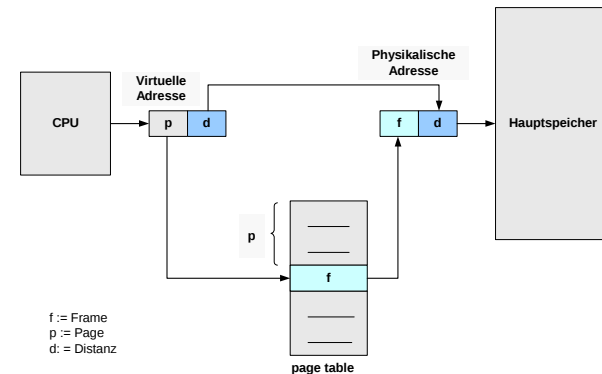 Physikalische
Adresse
Virtuelle
Adresse
CPU
p
d
f
d
Hauptspeicher
p
f
f := Frame
p := Page
d: = Distanz
page table